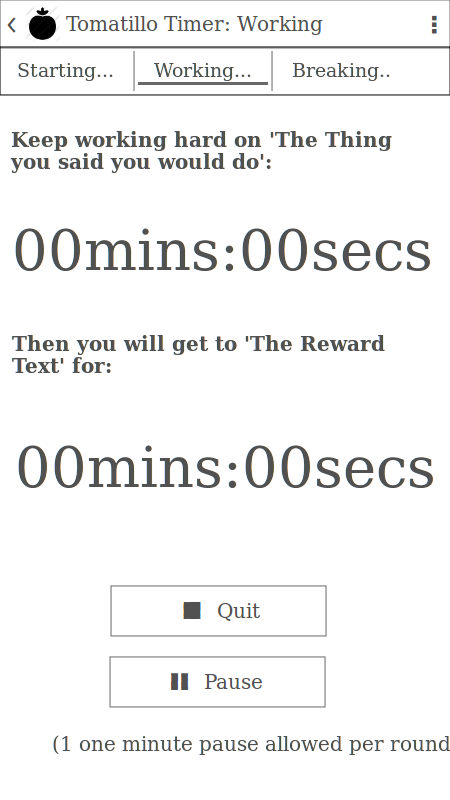 Tomatillo Timer: Working
Starting... Working... Breaking..
Keep working hard on 'The Thing
you said you would do':
00mins:00secs
Then you will get to 'The Reward
Text' for:
00mins:00secs
Quit
Pause
(1 one minute pause allowed per round